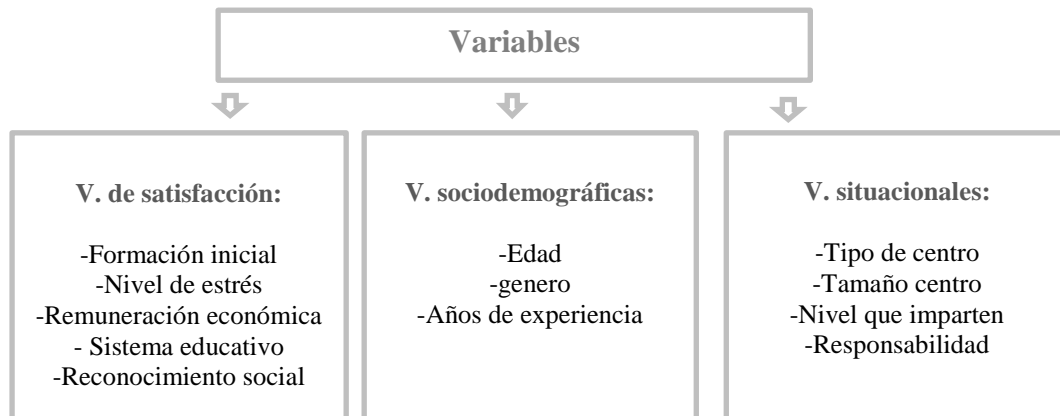 Variables
V. de satisfacción:
-Formación inicial
-Nivel de estrés
-Remuneración económica
- Sistema educativo
-Reconocimiento social
V. sociodemográficas:
-Edad
-genero
-Años de experiencia
V. situacionales:
-Tipo de centro
-Tamaño centro
-Nivel que imparten
-Responsabilidad